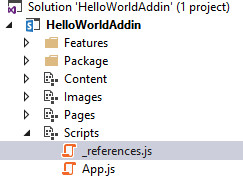 Solution 'HelloWorldAddin' (1 project)
HelloWorldAddin
Features
Package
Content
Images
Pages
Scripts
_references.js
App.js